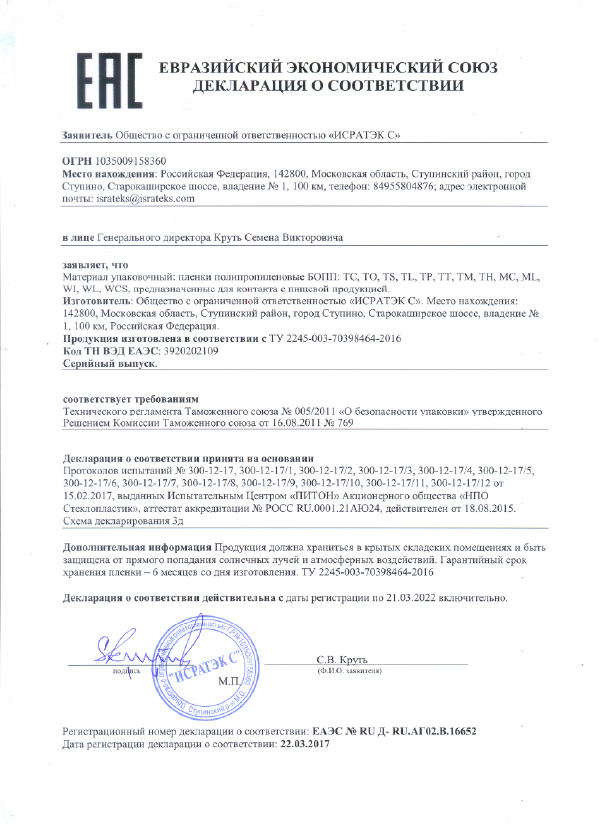 ЕАС
ЕВРАЗИЙСКИЙ ЭКОНОМИЧЕСКИЙ СОЮЗ
ДЕКЛАРАЦИЯ О СООТВЕТСТВИИ
Заявитель Общество с ограниченной ответственностью «ИСРАТЭК С»
ОГРН 1035009158360
Место нахождения: Российская Федерация, 142800, Московская область, Ступинский район, город
Ступино, Старокаширское шоссе, владение № 1, 100 км, телефон: 84955804876; адрес электронной
почты: israteks@israteks.com
в лице Генерального директора Круть Семена Викторовича
заявляет, что
Материал упаковочный: пленки полипропиленовые БОПП: TC, TO, TS, TL, TP, TT, TM, TH, MC, ML,
WI, WL, WCS, предназначенные для контакта с пищевой продукцией.
Изготовитель: Общество с ограниченной ответственностью «ИСРАТЭК С». Место нахождения:
142800, Московская область, Ступинский район, город Ступино, Старокаширское шоссе, владение №
1, 100 км, Российская Федерация.
Продукция изготовлена в соответствии с ТУ 2245-003-70398464-2016
Код ТН ВЭД ЕАЭС: 3920202109
Серийный выпуск.
соответствует требованиям
Технического регламента Таможенного союза № 005/2011 «О безопасности упаковки» утвержденного
Решением Комиссии Таможенного союза от 16.08.2011 № 769
Декларация о соответствии принята на основании
Протоколов испытаний № 300-12-17, 300-12-17/1, 300-12-17/2, 300-12-17/3, 300-12-17/4, 300-12-17/5,
300-12-17/6, 300-12-17/7, 300-12-17/8, 300-12-17/9, 300-12-17/10, 300-12-17/11, 300-12-17/12 от
15.02.2017, выданных Испытательным Центром «ПИТОН» Акционерного общества «НПО
Стеклопластик», аттестат аккредитации № РОСС RU.0001.21АЮ24, действителен от 18.08.2015.
Схема декларирования 3д
Дополнительная информация Продукция должна храниться в крытых складских помещениях и быть
защищена от прямого попадания солнечных лучей и атмосферных воздействий. Гарантийный срок
хранения пленки – 6 месяцев со дня изготовления. ТУ 2245-003-70398464-2016
Декларация о соответствии действительна с даты регистрации по 21.03.2022 включительно.
"ИСРАТЭК С"
Ступинский р-н М.О.
С.В. Круть
подпись
(Ф.И.О. заявителя)
М.П.
Регистрационный номер декларации о соответствии: ЕАЭС № RU Д- RU.АГ02.В.16652
Дата регистрации декларации о соответствии: 22.03.2017